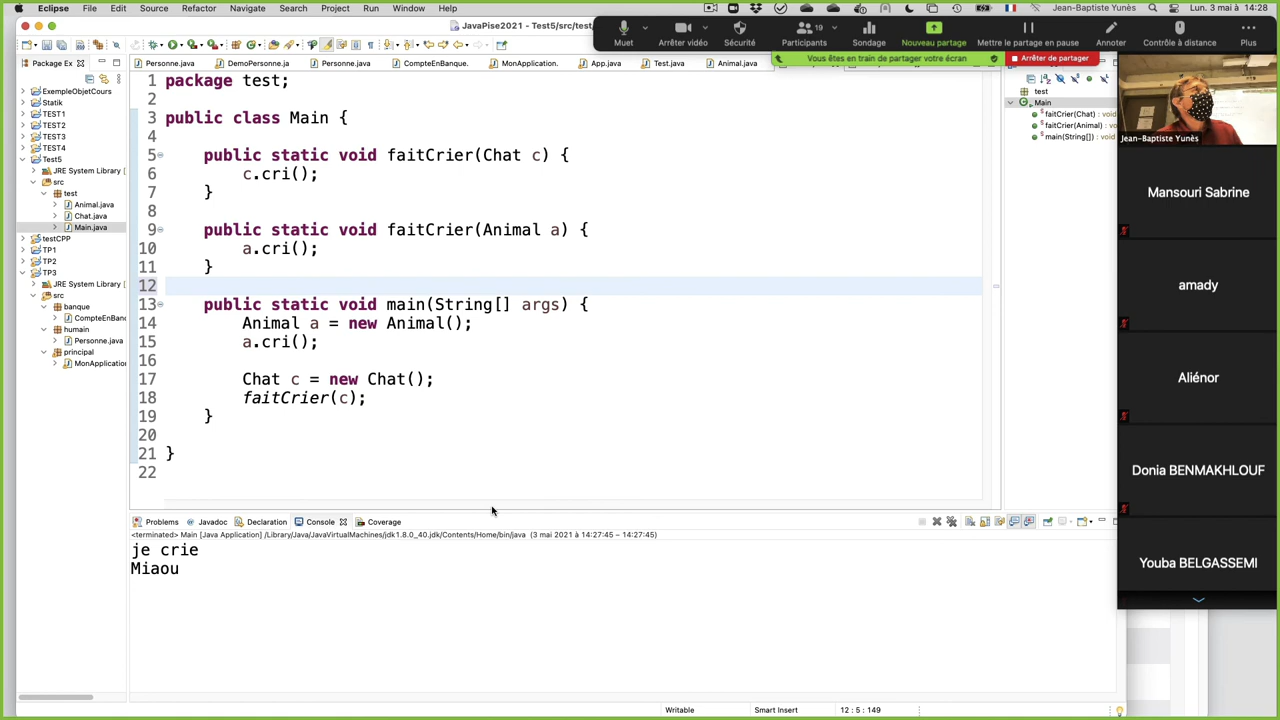 Eclipse File Edit Source Refactor Navigate Search Project Run Window Help Jean-Baptiste Yunès Lun. 3 mai à 14:28
JavaPise2021 - Test5/src/test
Muet Arrêter vidéo Sécurité Participants 19 Sondage Nouveau partage Mettre le partage en pause Annoter Contrôle à distance Plus
Vous êtes en train de partager votre écran Arrêter de partager
Package Ex
Personne.java DemoPersonne.ja Personne.java CompteEnBanque. MonApplication. App.java Test.java Animal.java
ExempleObjetCours
Statik
TEST1
TEST2
TEST3
TEST4
Test5
JRE System Library [
src
test
Animal.java
Chat.java
Main.java
testCPP
TP1
TP2
TP3
JRE System Library [
src
banque
CompteEnBanc
humain
Personne.java
principal
MonApplication
1 package test;
2
3 public class Main {
4
5 public static void faitCrier(Chat c) {
6 c.cri();
7 }
8
9 public static void faitCrier(Animal a) {
10 a.cri();
11 }
12
13 public static void main(String[] args) {
14 Animal a = new Animal();
15 a.cri();
16
17 Chat c = new Chat();
18 faitCrier(c);
19 }
20
21 }
22
test
Main
faitCrier(Chat) : void
faitCrier(Animal) : void
main(String[]) : void
Jean-Baptiste Yunès
Mansouri Sabrine
amady
Aliénor
Donia BENMAKHLOUF
Youba BELGASSEMI
Problems Javadoc Declaration Console Coverage
<terminated> Main [Java Application] /Library/Java/JavaVirtualMachines/jdk1.8.0_40.jdk/Contents/Home/bin/java (3 mai 2021 à 14:27:45 – 14:27:45)
je crie
Miaou
Writable Smart Insert 12 : 5 : 149